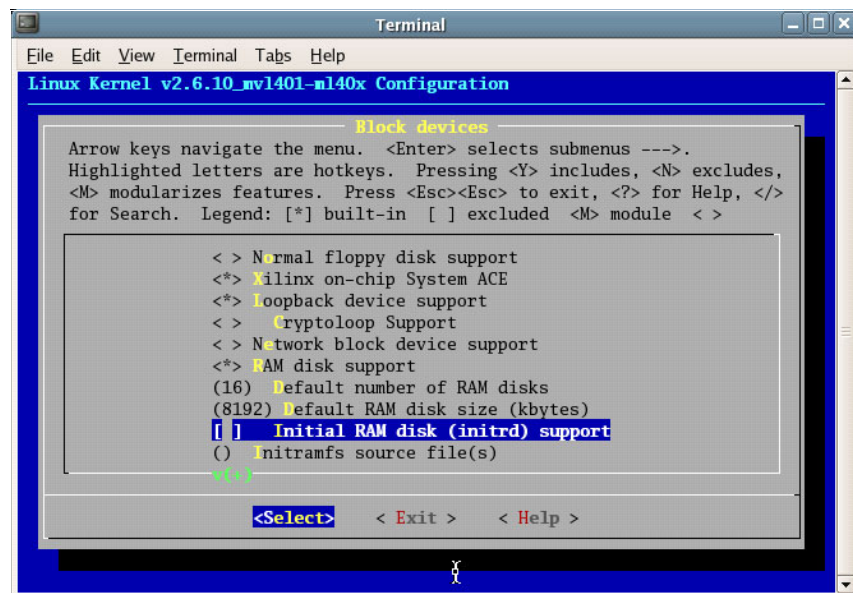 Terminal
File Edit View Terminal Tabs Help
Linux Kernel v2.6.10_mvl401-ml40x Configuration
Block devices
Arrow keys navigate the menu. <Enter> selects submenus --->.
Highlighted letters are hotkeys. Pressing <Y> includes, <N> excludes,
<M> modularizes features. Press <Esc><Esc> to exit, <?> for Help, </>
for Search. Legend: [*] built-in [ ] excluded <M> module < >
< > Normal floppy disk support
<*> Xilinx on-chip System ACE
<*> Loopback device support
< > Cryptoloop Support
< > Network block device support
<*> RAM disk support
(16) Default number of RAM disks
(8192) Default RAM disk size (kbytes)
[ ] Initial RAM disk (initrd) support
() Initramfs source file(s)
v(+)
<Select> < Exit > < Help >